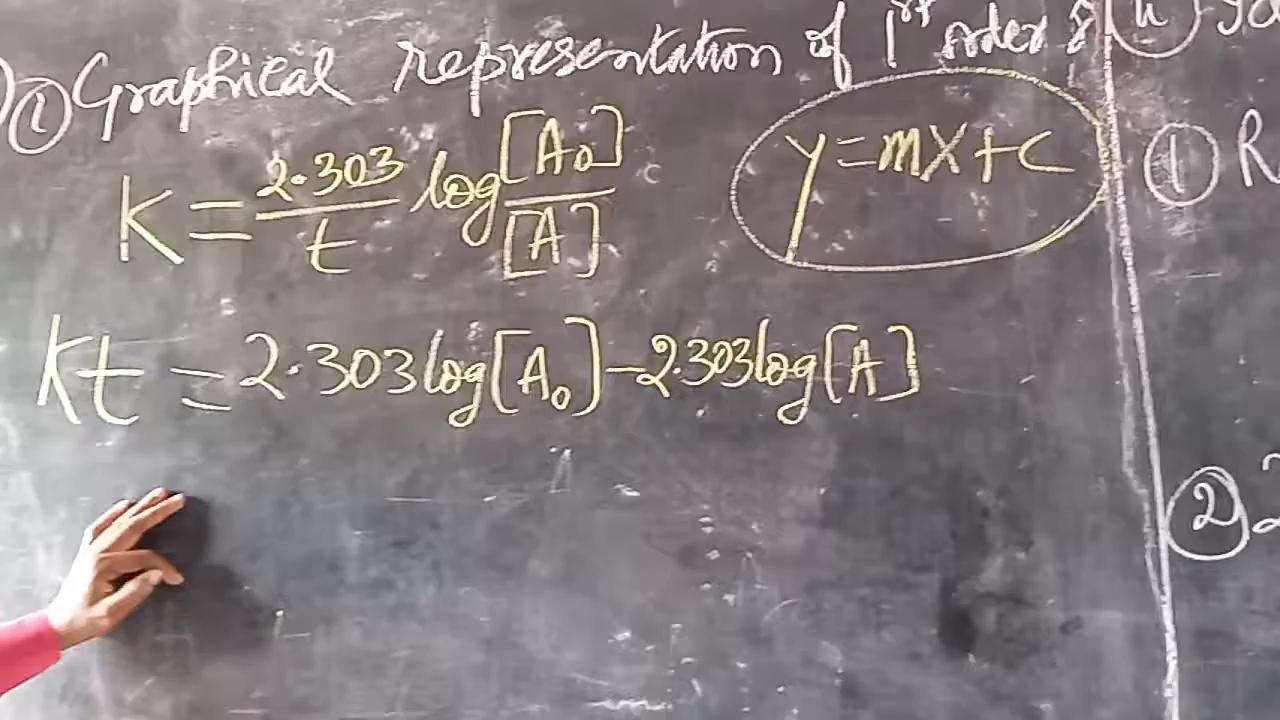 ① Graphical representation of 1st order
K = 2.303/t log [A₀]/[A]
y = mx + c
Kt = 2.303 log [A₀] - 2.303 log [A]
①
②